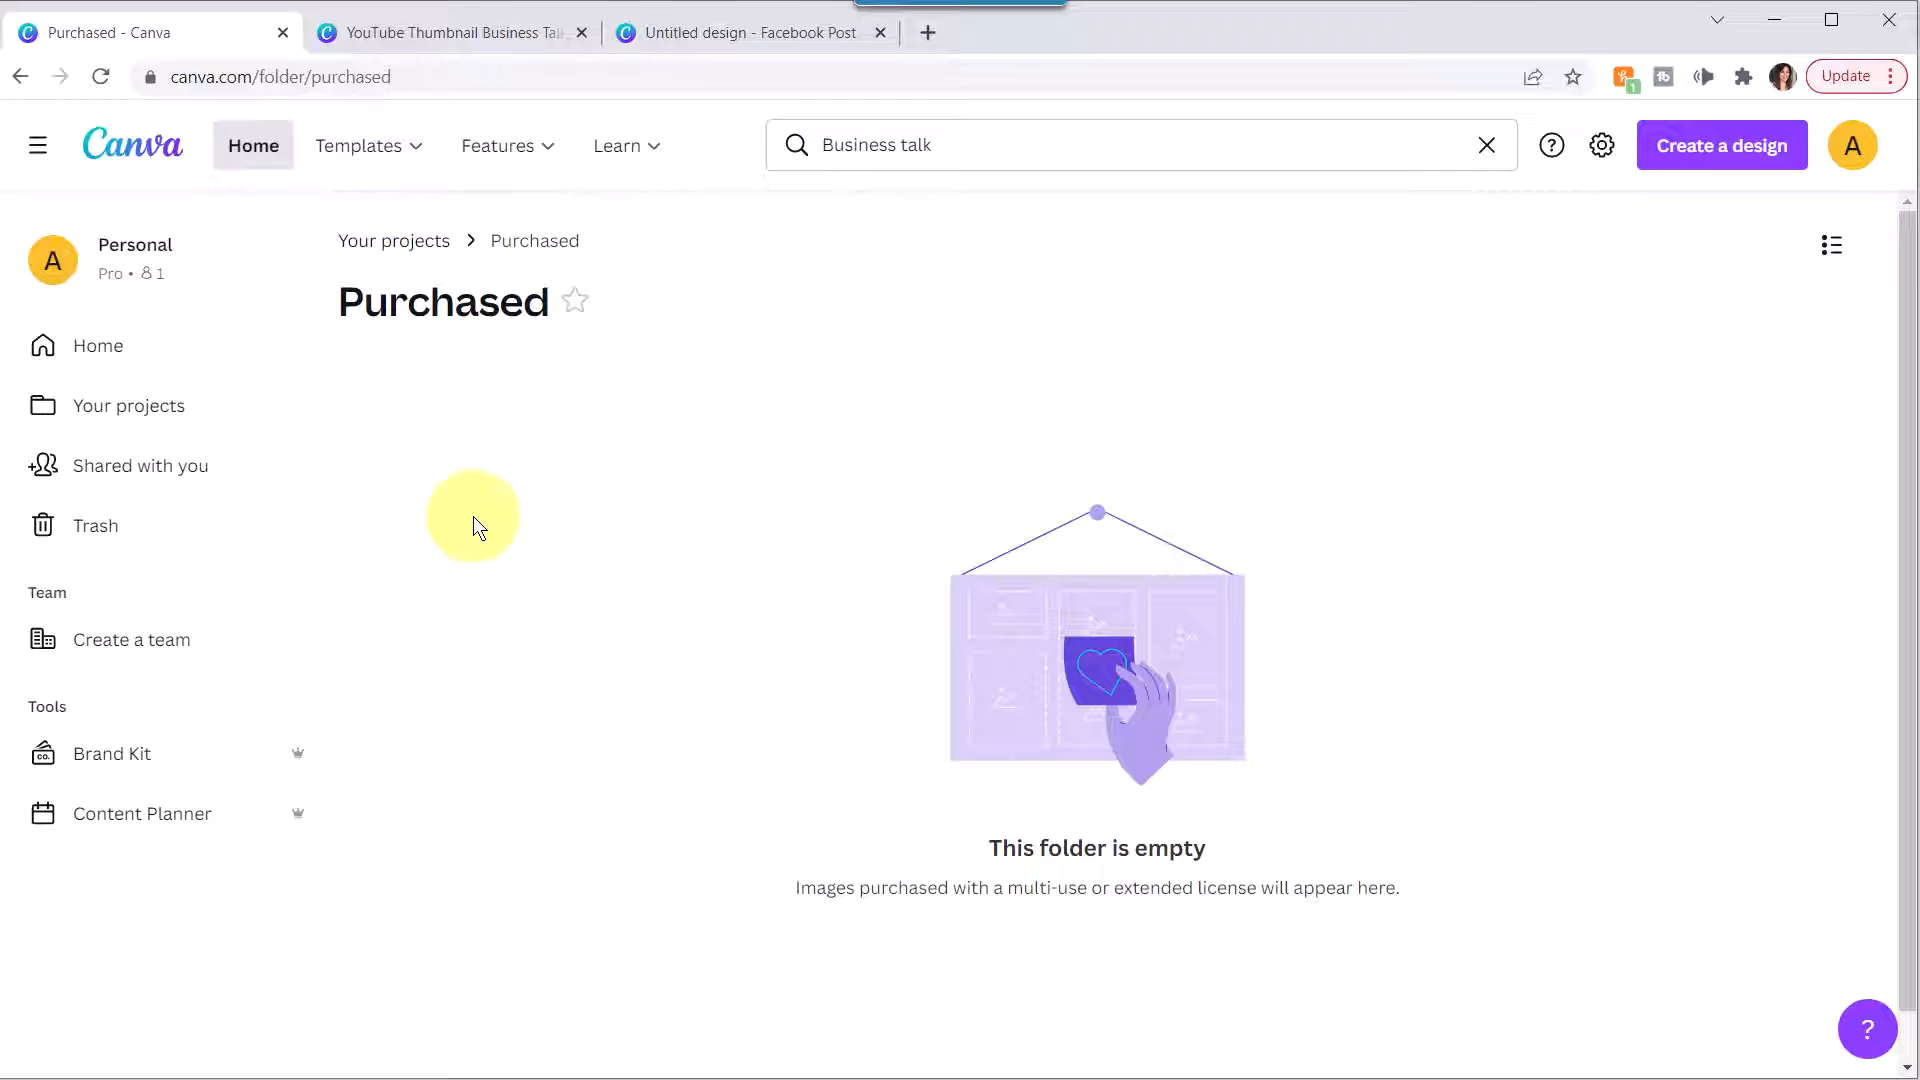 Purchased - Canva
YouTube Thumbnail Business Tal
Untitled design - Facebook Post
canva.com/folder/purchased
1
Update
Canva
Home
Templates
Features
Learn
Business talk
?
Create a design
A
A
Personal
Pro • 1
Your projects
Purchased
Purchased
Home
Your projects
Shared with you
Trash
Team
Create a team
Tools
CO.
Brand Kit
Content Planner
This folder is empty
Images purchased with a multi-use or extended license will appear here.
?